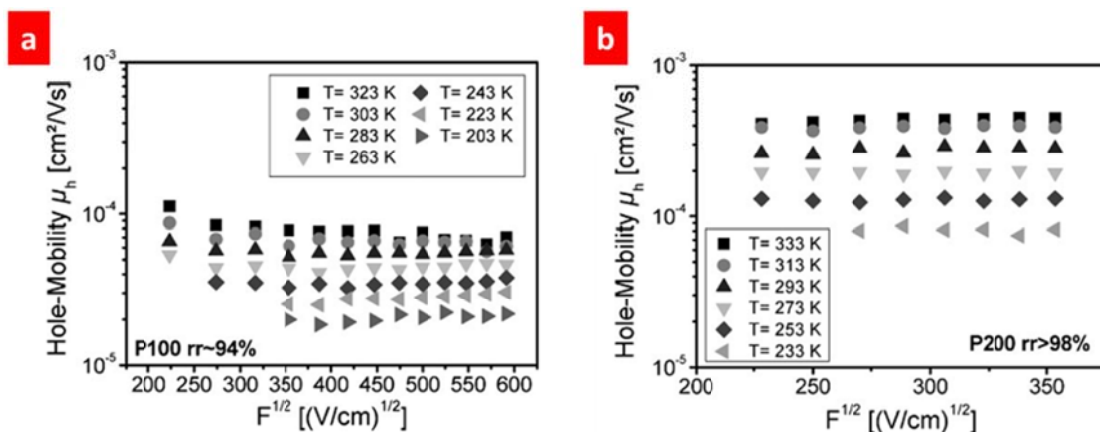 a
10⁻³
10⁻⁴
10⁻⁵
Hole-Mobility μh [cm²/Vs]
T= 323 K
T= 303 K
T= 283 K
T= 263 K
T= 243 K
T= 223 K
T= 203 K
P100 rr~94%
200 250 300 350 400 450 500 550 600
F^1/2 [(V/cm)^1/2]
b
10⁻³
10⁻⁴
10⁻⁵
Hole-Mobility μh [cm²/Vs]
T= 333 K
T= 313 K
T= 293 K
T= 273 K
T= 253 K
T= 233 K
P200 rr>98%
200 250 300 350
F^1/2 [(V/cm)^1/2]